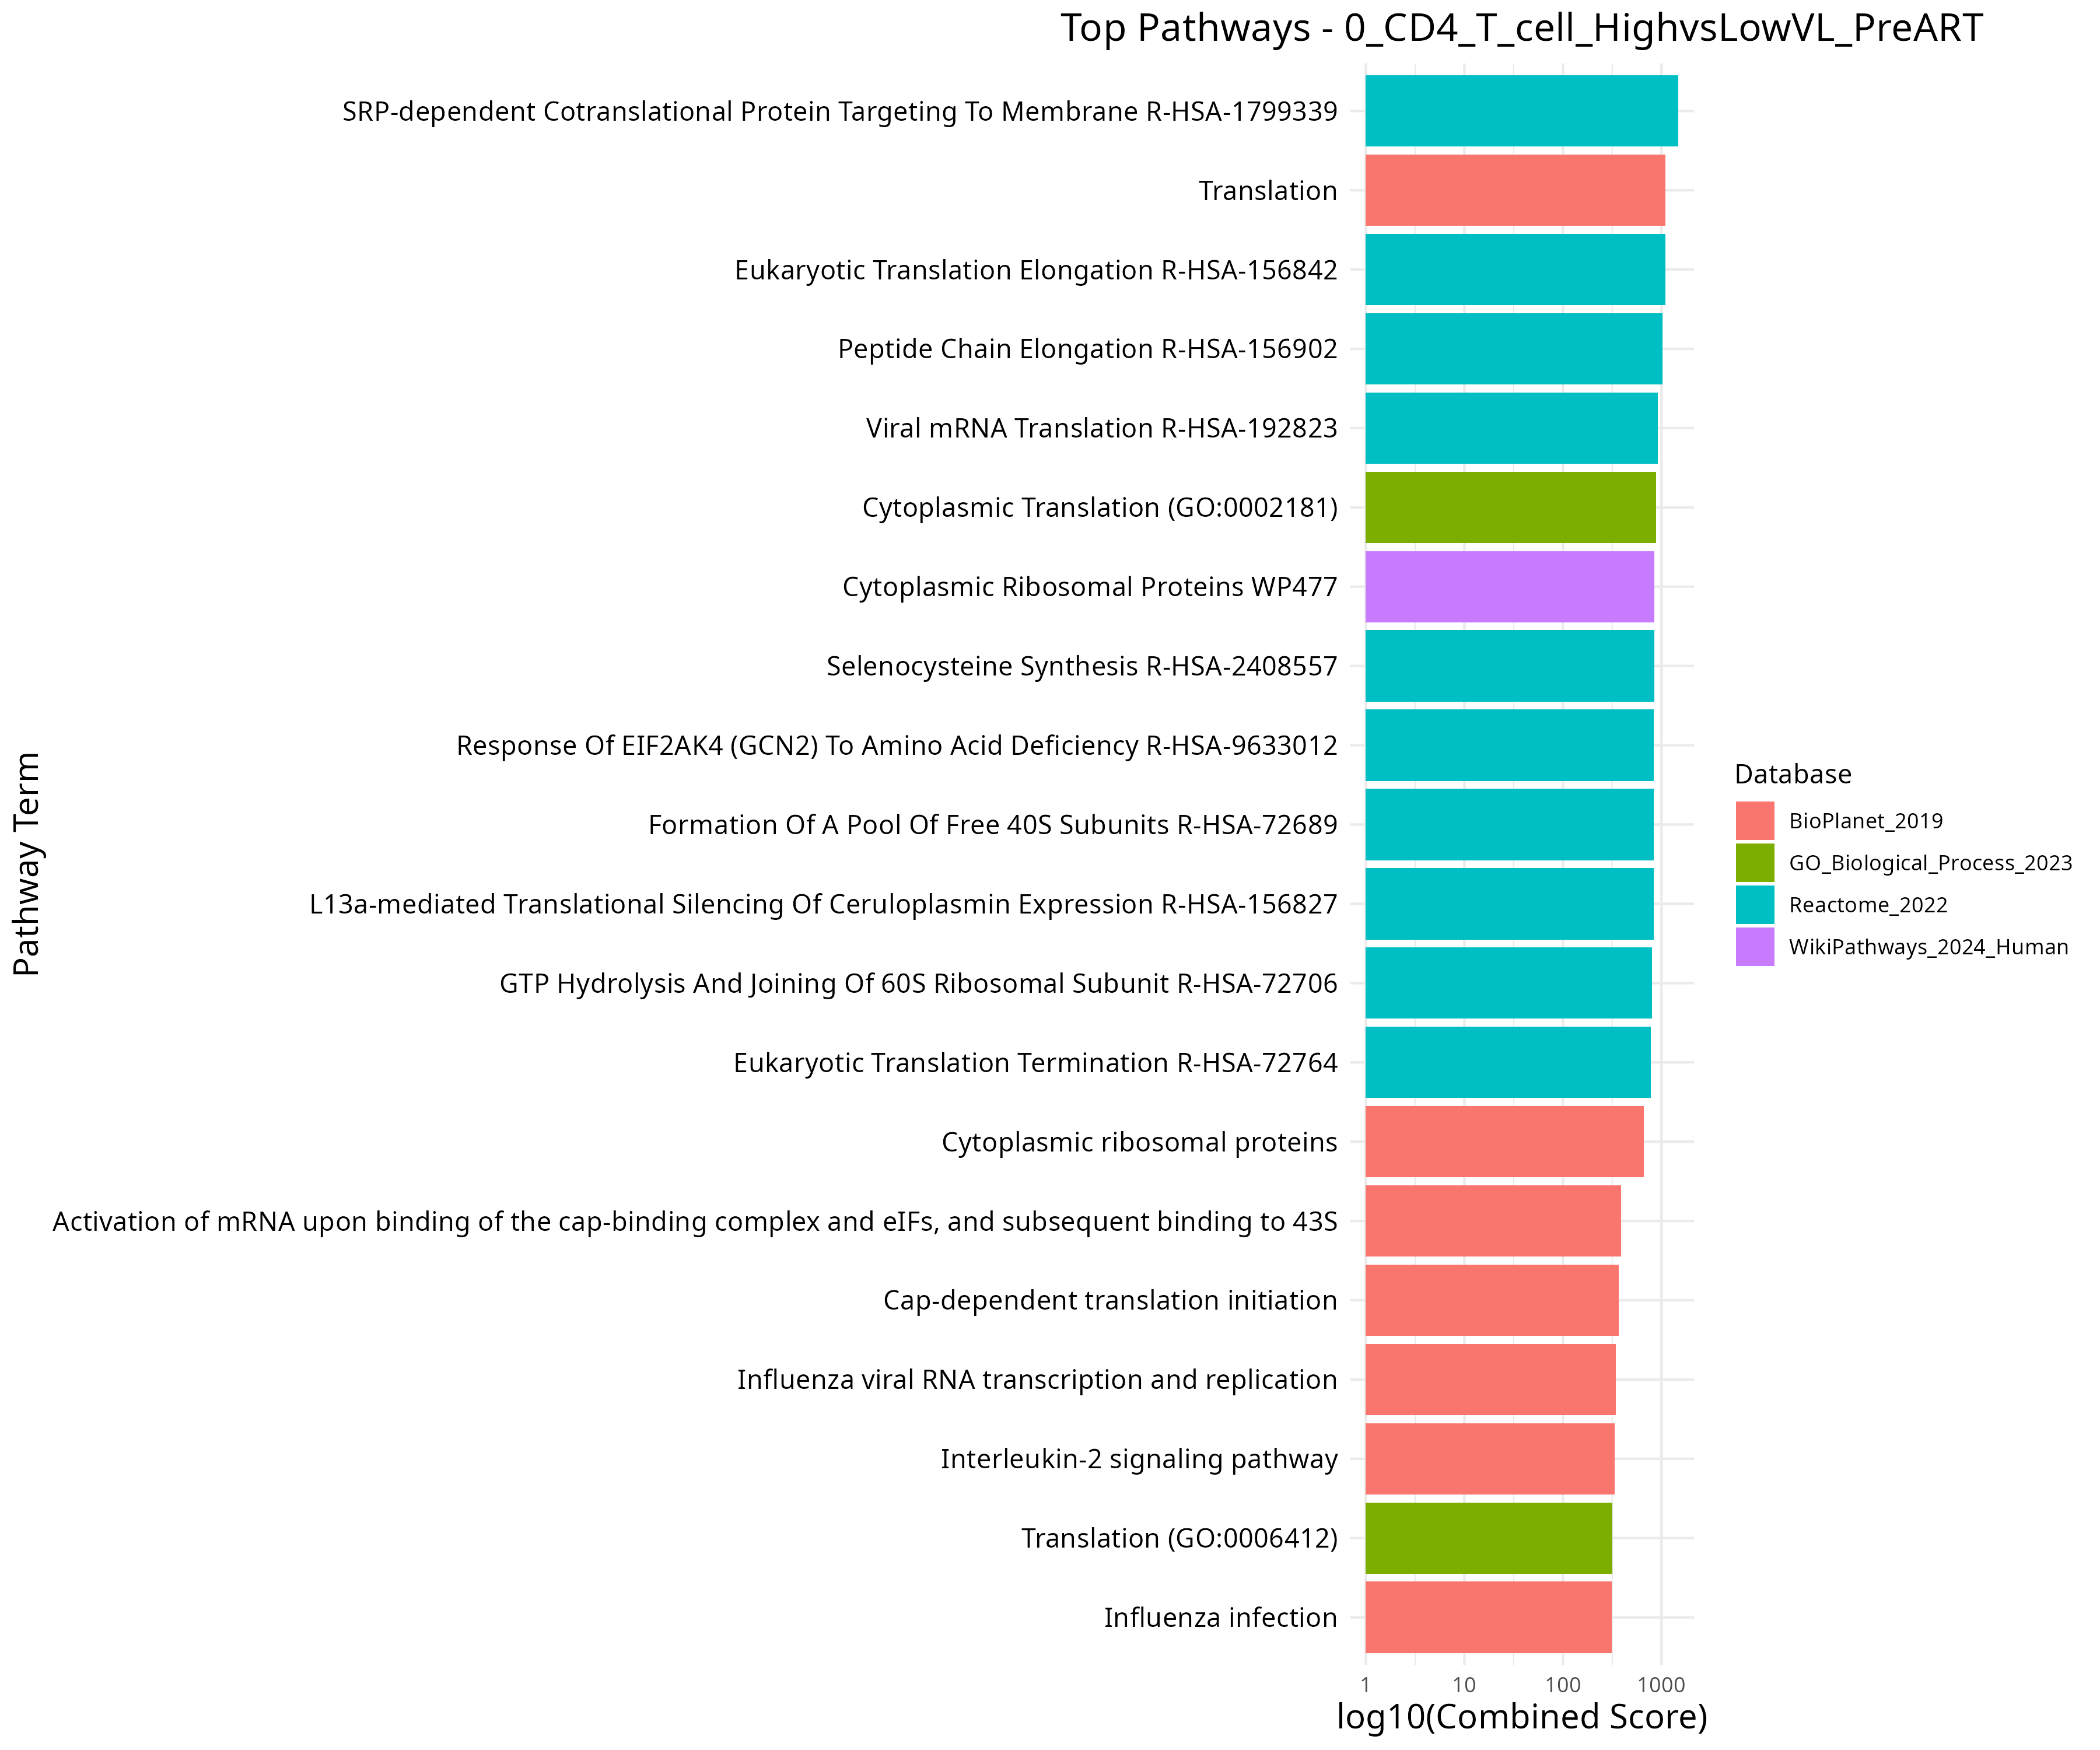 Top Pathways - 0_CD4_T_cell_HighvsLowVL_PreART
SRP-dependent Cotranslational Protein Targeting To Membrane R-HSA-1799339
Translation
Eukaryotic Translation Elongation R-HSA-156842
Peptide Chain Elongation R-HSA-156902
Viral mRNA Translation R-HSA-192823
Cytoplasmic Translation (GO:0002181)
Cytoplasmic Ribosomal Proteins WP477
Selenocysteine Synthesis R-HSA-2408557
Response Of EIF2AK4 (GCN2) To Amino Acid Deficiency R-HSA-9633012
Formation Of A Pool Of Free 40S Subunits R-HSA-72689
L13a-mediated Translational Silencing Of Ceruloplasmin Expression R-HSA-156827
GTP Hydrolysis And Joining Of 60S Ribosomal Subunit R-HSA-72706
Eukaryotic Translation Termination R-HSA-72764
Cytoplasmic ribosomal proteins
Activation of mRNA upon binding of the cap-binding complex and eIFs, and subsequent binding to 43S
Cap-dependent translation initiation
Influenza viral RNA transcription and replication
Interleukin-2 signaling pathway
Translation (GO:0006412)
Influenza infection
Pathway Term
1 10 100 1000
log10(Combined Score)
Database
BioPlanet_2019
GO_Biological_Process_2023
Reactome_2022
WikiPathways_2024_Human